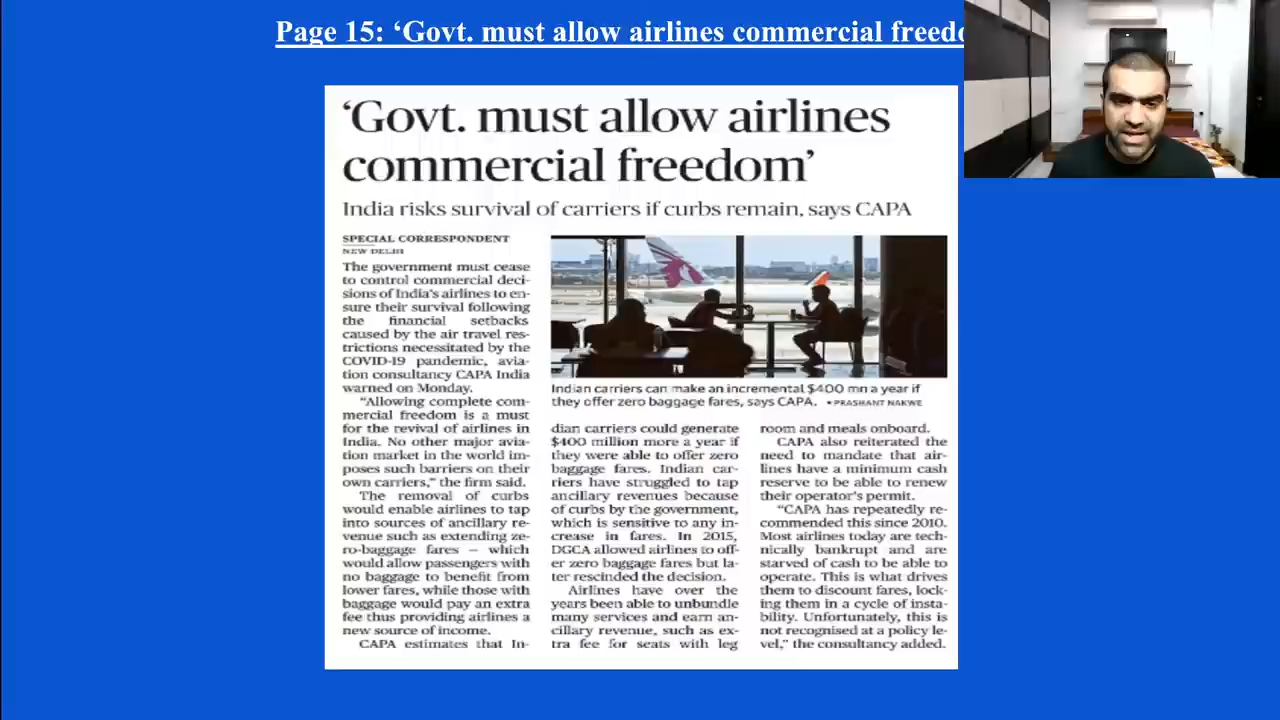 Page 15: ‘Govt. must allow airlines commercial
‘Govt. must allow airlines
commercial freedom’
India risks survival of carriers if curbs remain, says CAPA
SPECIAL CORRESPONDENT
NEW DELHI
The government must cease
to control commercial deci-
sions of India's airlines to en-
sure their survival following
the financial setbacks
caused by the air travel res-
trictions necessitated by the
COVID-19 pandemic, avia-
tion consultancy CAPA India
warned on Monday.
“Allowing complete com-
mercial freedom is a must
for the revival of airlines in
India. No other major avia-
tion market in the world im-
poses such barriers on their
own carriers,” the firm said.
The removal of curbs
would enable airlines to tap
into sources of ancillary re-
venue such as extending ze-
ro-baggage fares — which
would allow passengers with
no baggage to benefit from
lower fares, while those with
baggage would pay an extra
fee thus providing airlines a
new source of income.
CAPA estimates that In-
Indian carriers can make an incremental $400 mn a year if
they offer zero baggage fares, says CAPA. • PRASHANT NAKWE
dian carriers could generate
$400 million more a year if
they were able to offer zero
baggage fares. Indian car-
riers have struggled to tap
ancillary revenues because
of curbs by the government,
which is sensitive to any in-
crease in fares. In 2015,
DGCA allowed airlines to off-
er zero baggage fares but la-
ter rescinded the decision.
Airlines have over the
years been able to unbundle
many services and earn an-
cillary revenue, such as ex-
tra fee for seats with leg
room and meals onboard.
CAPA also reiterated the
need to mandate that air-
lines have a minimum cash
reserve to be able to renew
their operator's permit.
“CAPA has repeatedly re-
commended this since 2010.
Most airlines today are tech-
nically bankrupt and are
starved of cash to be able to
operate. This is what drives
them to discount fares, lock-
ing them in a cycle of insta-
bility. Unfortunately, this is
not recognised at a policy le-
vel,” the consultancy added.